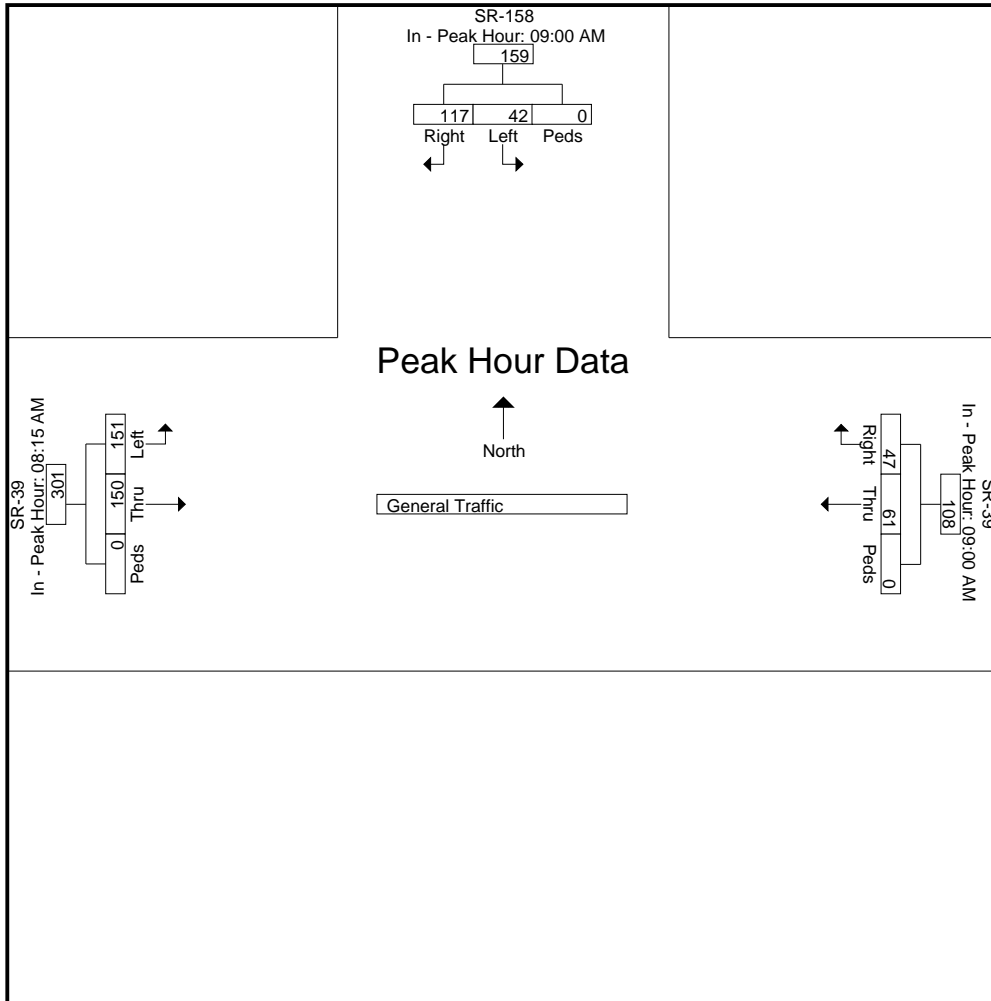 SR-158
In - Peak Hour: 09:00 AM
159
117 42 0
Right Left Peds
Peak Hour Data
North
General Traffic
SR-39
In - Peak Hour: 08:15 AM
301
151 150 0
Left Thru Peds
SR-39
In - Peak Hour: 09:00 AM
108
47 61 0
Right Thru Peds